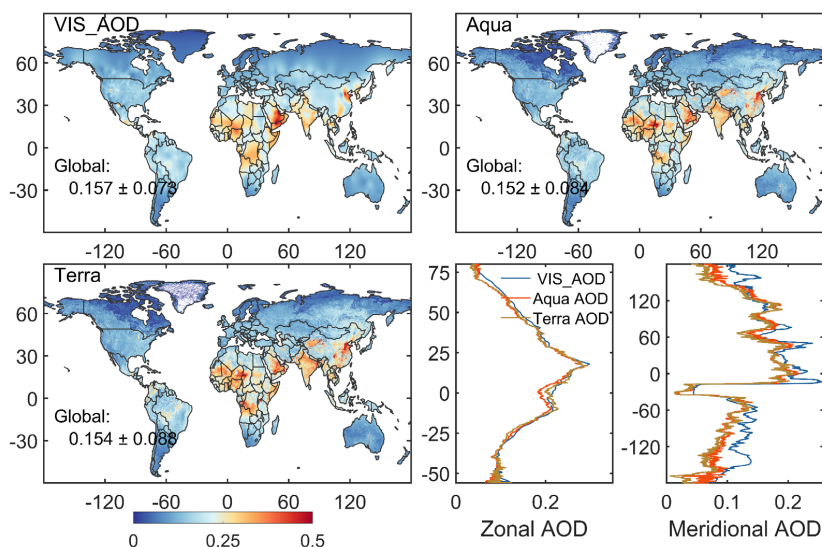 VIS_AOD
60
30
0
-30
Global:
0.157 ± 0.073
-120 -60 0 60 120
Aqua
60
30
0
-30
Global:
0.152 ± 0.084
-120 -60 0 60 120
Terra
60
30
0
-30
Global:
0.154 ± 0.088
-120 -60 0 60 120
0 0.25 0.5
75
50
25
0
-25
-50
VIS_AOD
Aqua AOD
Terra AOD
0 0.2
Zonal AOD
120
60
0
-60
-120
0 0.1 0.2
Meridional AOD